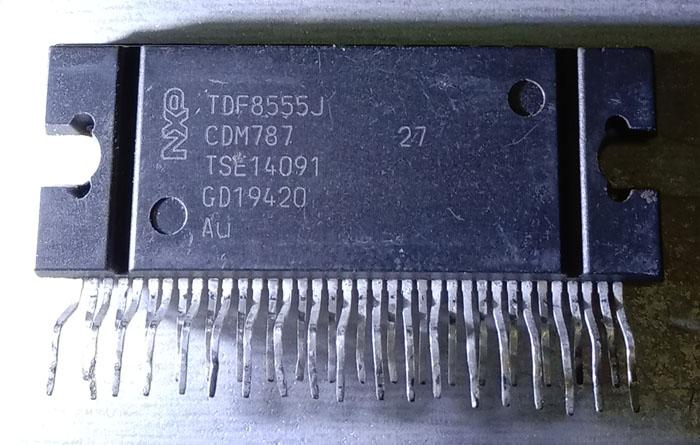 NXP
TDF8555J
CDM787 27
TSE14091
GD19420
Au